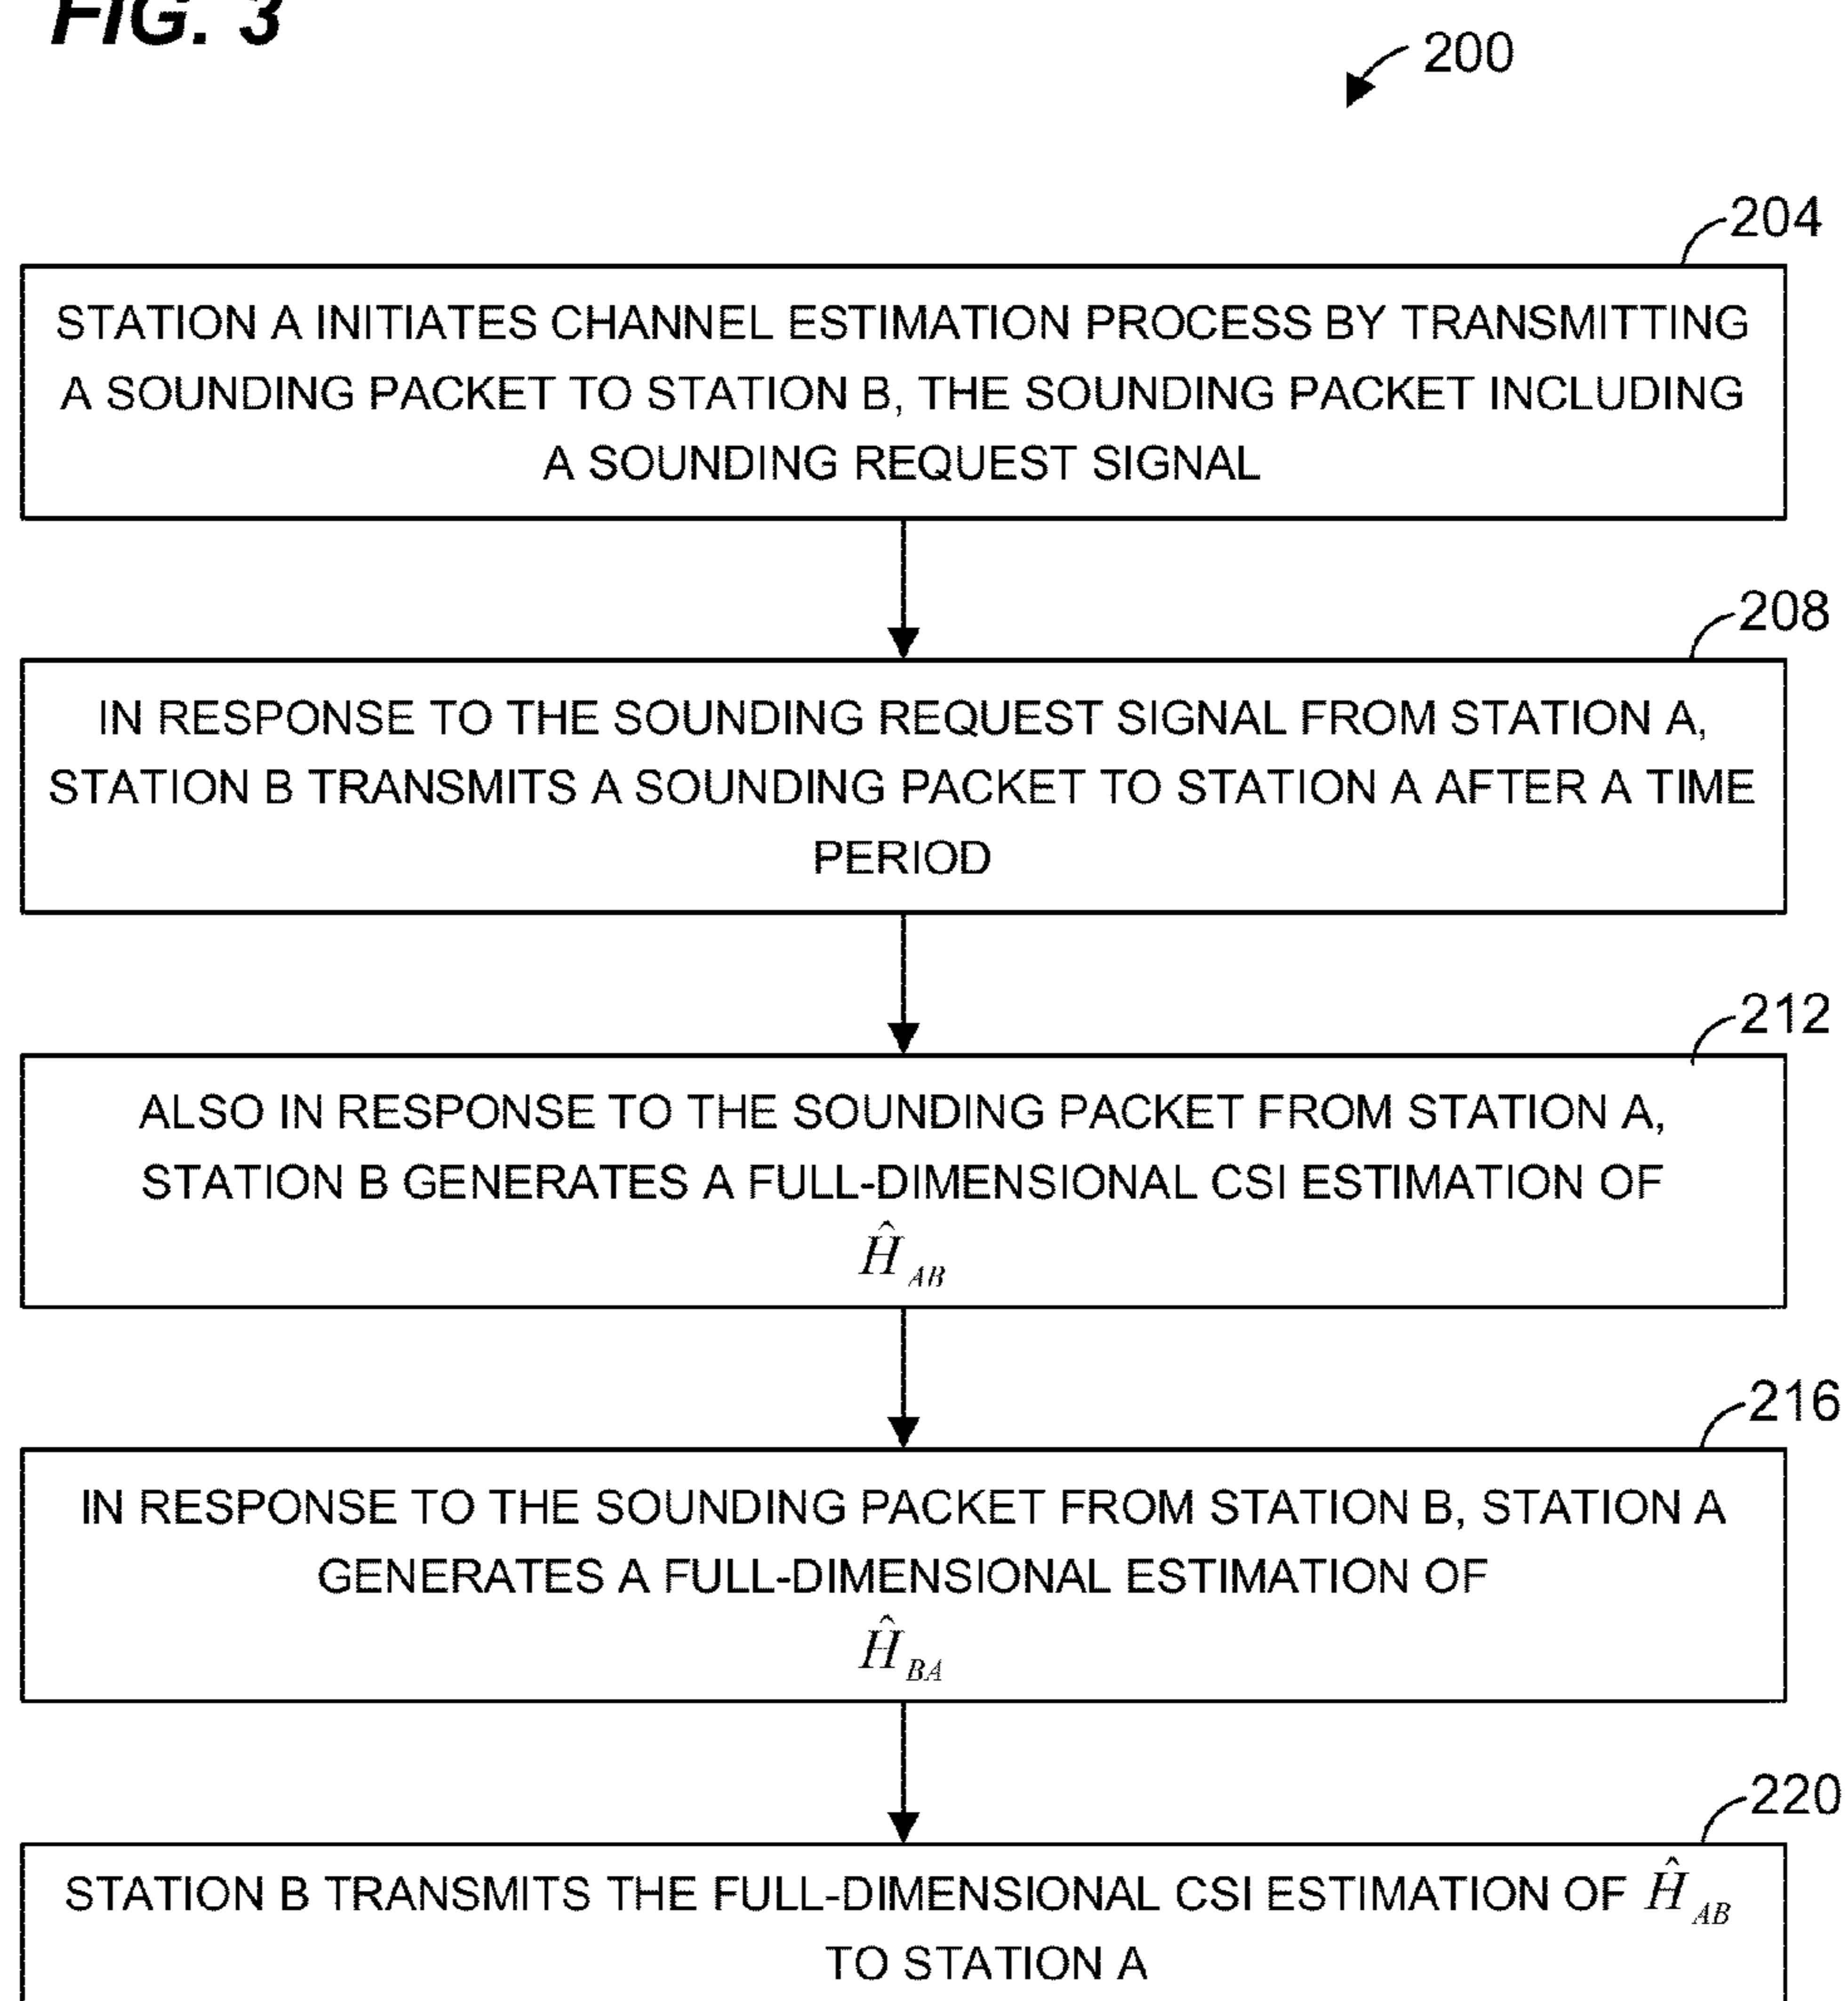 FIG. 3
200
204
STATION A INITIATES CHANNEL ESTIMATION PROCESS BY TRANSMITTING
A SOUNDING PACKET TO STATION B, THE SOUNDING PACKET INCLUDING
A SOUNDING REQUEST SIGNAL
208
IN RESPONSE TO THE SOUNDING REQUEST SIGNAL FROM STATION A,
STATION B TRANSMITS A SOUNDING PACKET TO STATION A AFTER A TIME
PERIOD
212
ALSO IN RESPONSE TO THE SOUNDING PACKET FROM STATION A,
STATION B GENERATES A FULL-DIMENSIONAL CSI ESTIMATION OF
Ĥ_AB
216
IN RESPONSE TO THE SOUNDING PACKET FROM STATION B, STATION A
GENERATES A FULL-DIMENSIONAL ESTIMATION OF
Ĥ_BA
220
STATION B TRANSMITS THE FULL-DIMENSIONAL CSI ESTIMATION OF Ĥ_AB
TO STATION A